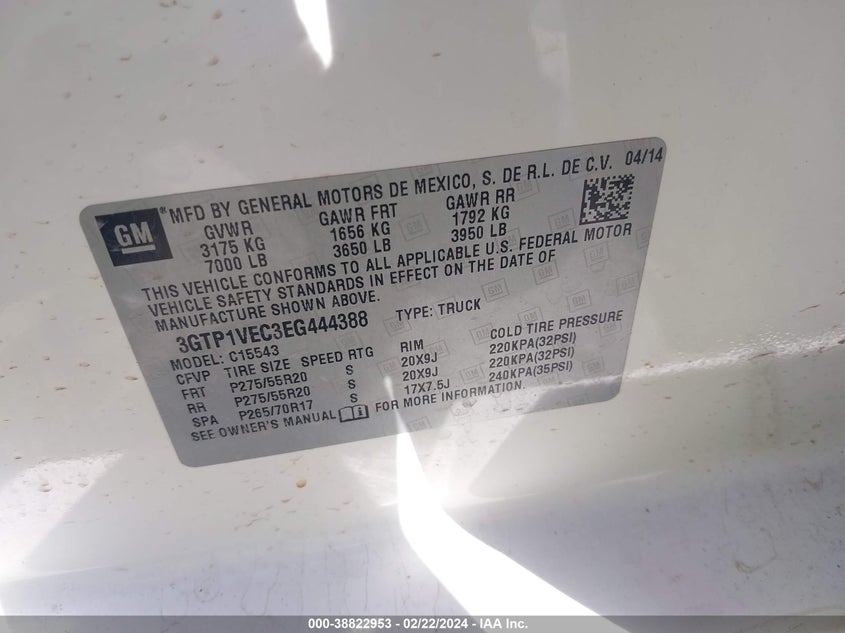 GM ® MFD BY GENERAL MOTORS DE MEXICO, S. DE R.L. DE C.V. 04/14
GVWR GAWR FRT GAWR RR
3175 KG 1656 KG 1792 KG
7000 LB 3650 LB 3950 LB
THIS VEHICLE CONFORMS TO ALL APPLICABLE U.S. FEDERAL MOTOR
VEHICLE SAFETY STANDARDS IN EFFECT ON THE DATE OF
MANUFACTURE SHOWN ABOVE.
3GTP1VEC3EG444388 TYPE: TRUCK
MODEL: C15543
CFVP TIRE SIZE SPEED RTG RIM COLD TIRE PRESSURE
FRT P275/55R20 S 20X9J 220KPA(32PSI)
RR P275/55R20 S 20X9J 220KPA(32PSI)
SPA P265/70R17 S 17X7.5J 240KPA(35PSI)
SEE OWNER'S MANUAL FOR MORE INFORMATION.
000-38822953 - 02/22/2024 - IAA Inc.